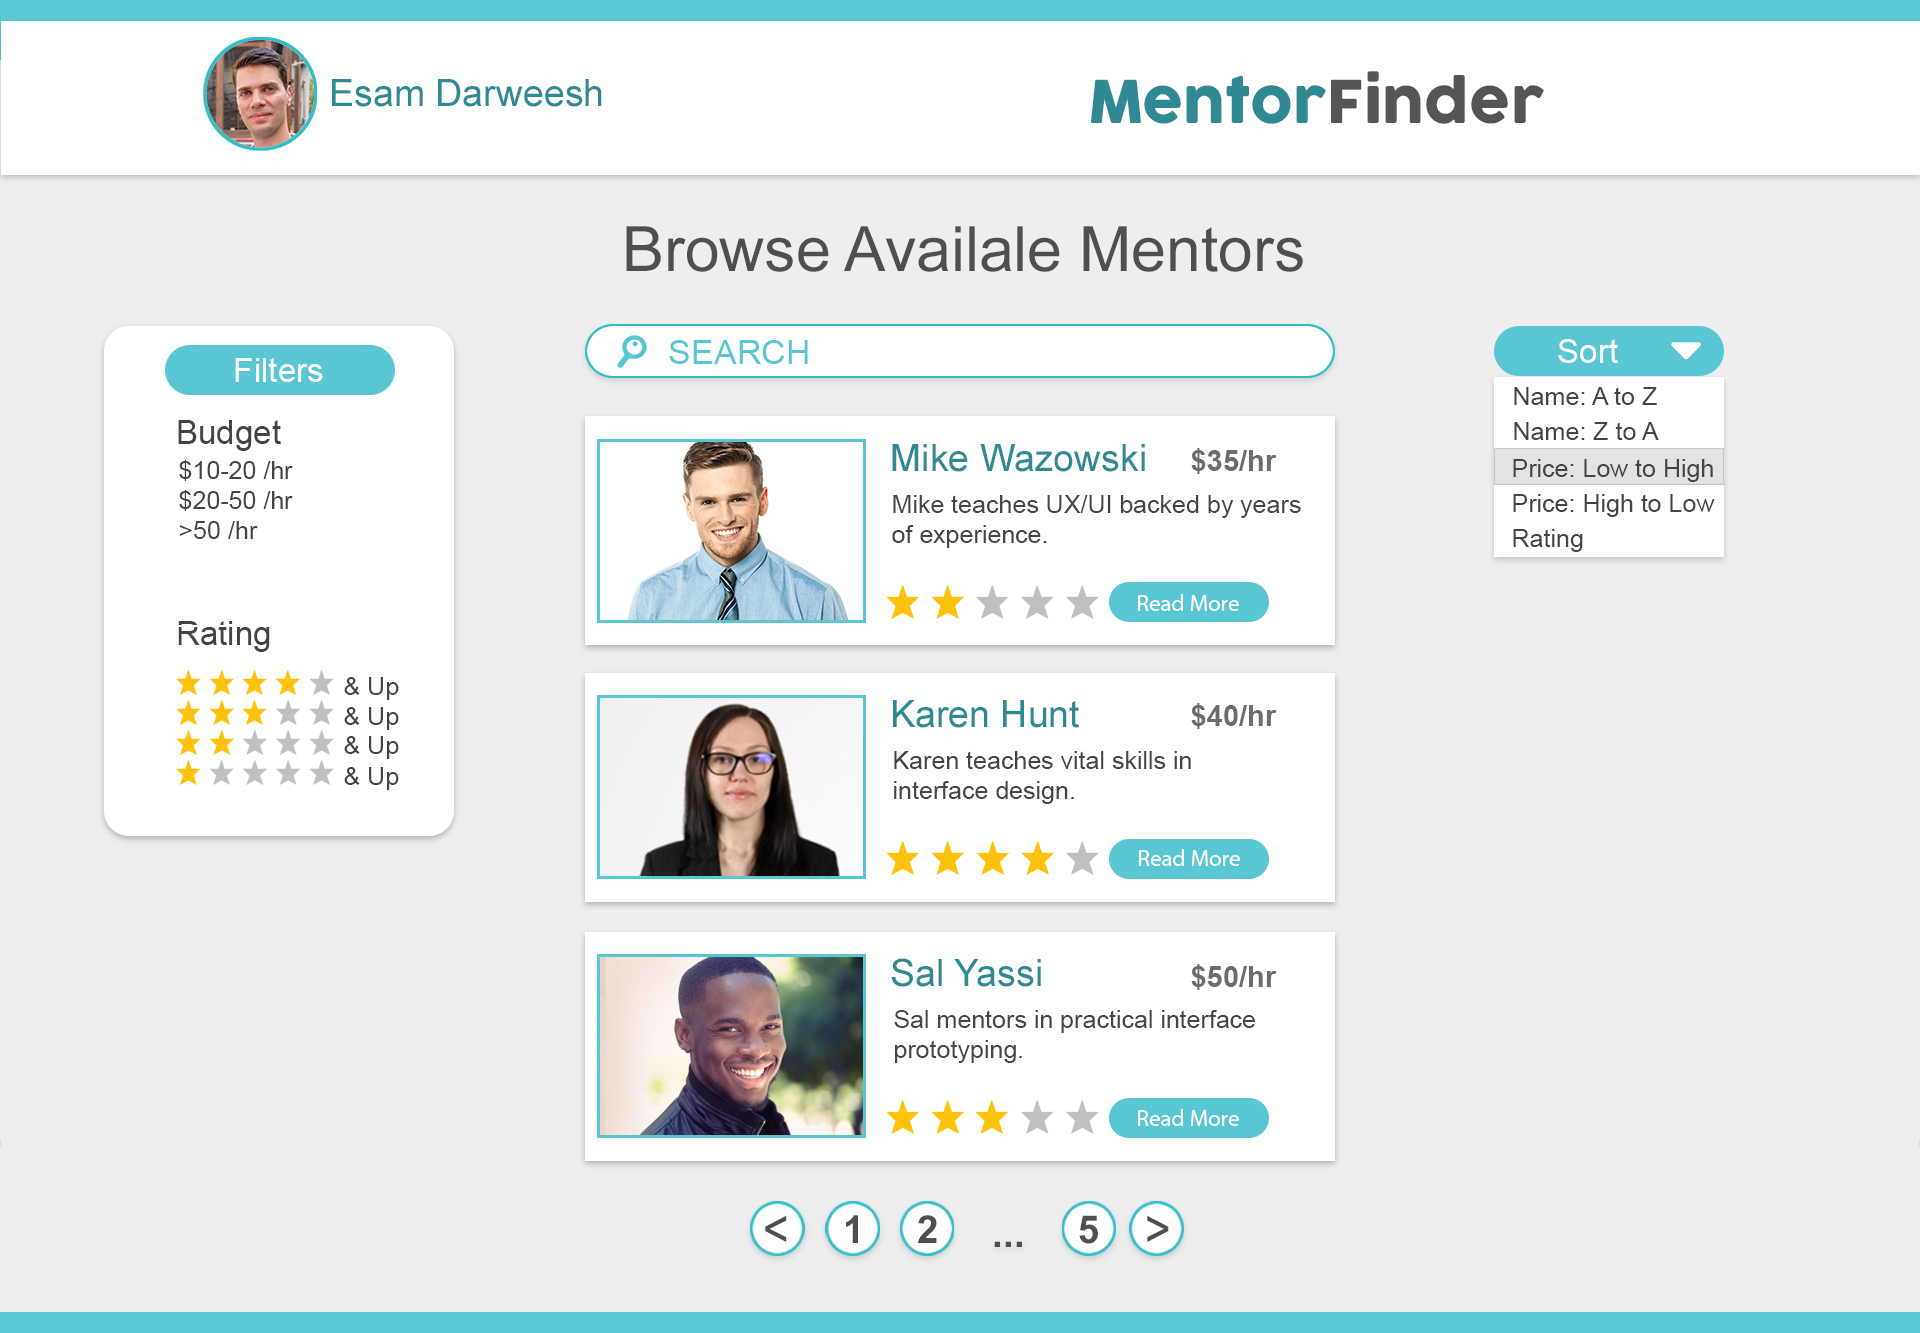 Esam Darweesh
MentorFinder
Browse Availale Mentors
Filters
Budget
$10-20 /hr
$20-50 /hr
>50 /hr
Rating
& Up
& Up
& Up
& Up
SEARCH
Mike Wazowski $35/hr
Mike teaches UX/UI backed by years
of experience.
Read More
Karen Hunt $40/hr
Karen teaches vital skills in
interface design.
Read More
Sal Yassi $50/hr
Sal mentors in practical interface
prototyping.
Read More
< 1 2 ... 5 >
Sort
Name: A to Z
Name: Z to A
Price: Low to High
Price: High to Low
Rating